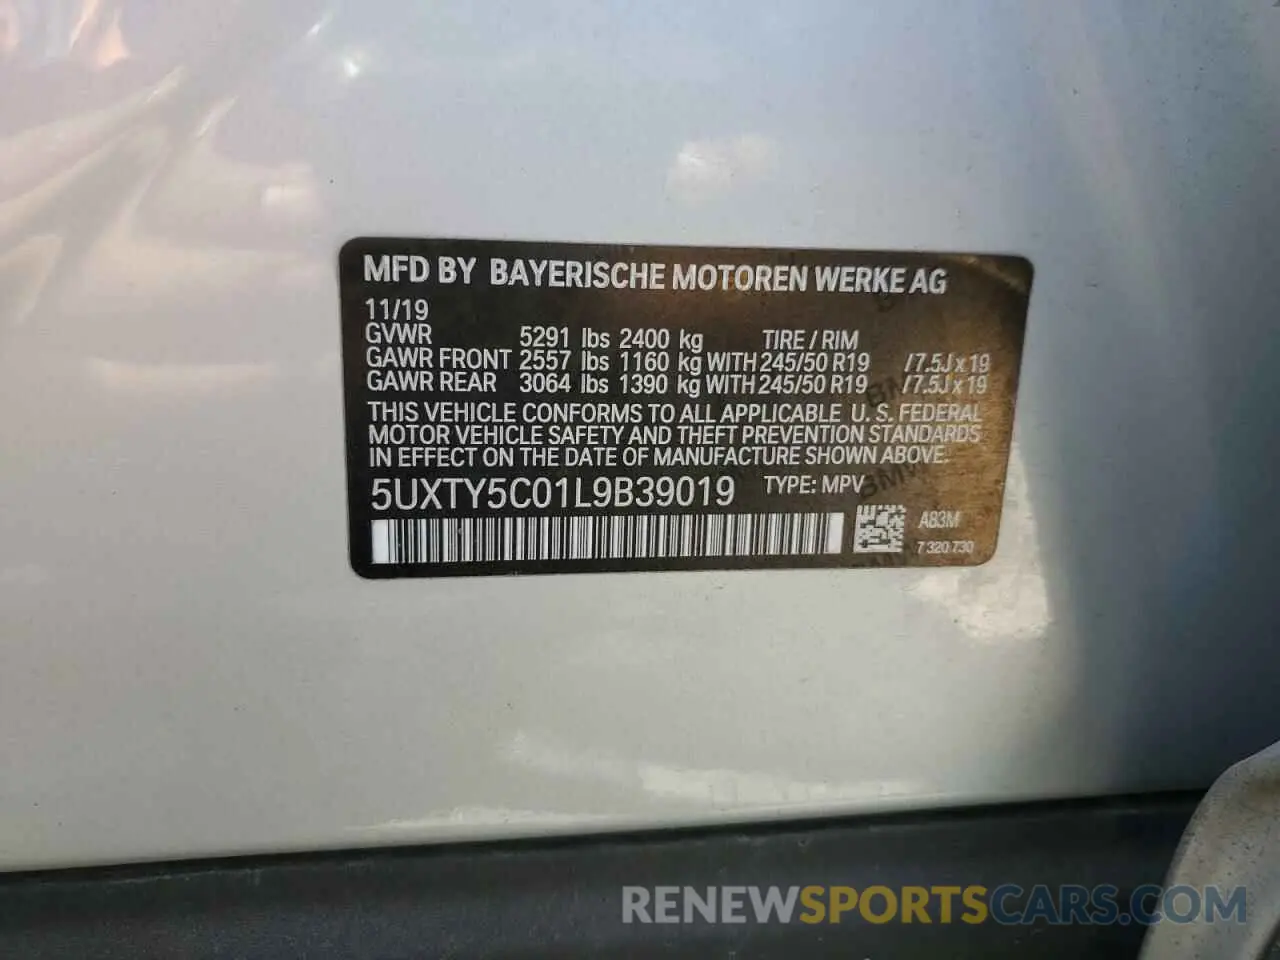 MFD BY BAYERISCHE MOTOREN WERKE AG
11/19
GVWR 5291 lbs 2400 kg TIRE / RIM
GAWR FRONT 2557 lbs 1160 kg WITH 245/50 R19 /7.5J x 19
GAWR REAR 3064 lbs 1390 kg WITH 245/50 R19 /7.5J x 19
THIS VEHICLE CONFORMS TO ALL APPLICABLE U. S. FEDERAL
MOTOR VEHICLE SAFETY AND THEFT PREVENTION STANDARDS
IN EFFECT ON THE DATE OF MANUFACTURE SHOWN ABOVE.
5UXTY5C01L9B39019 TYPE: MPV
A83M
7 320 730
RENEWSPORTSCARS.COM